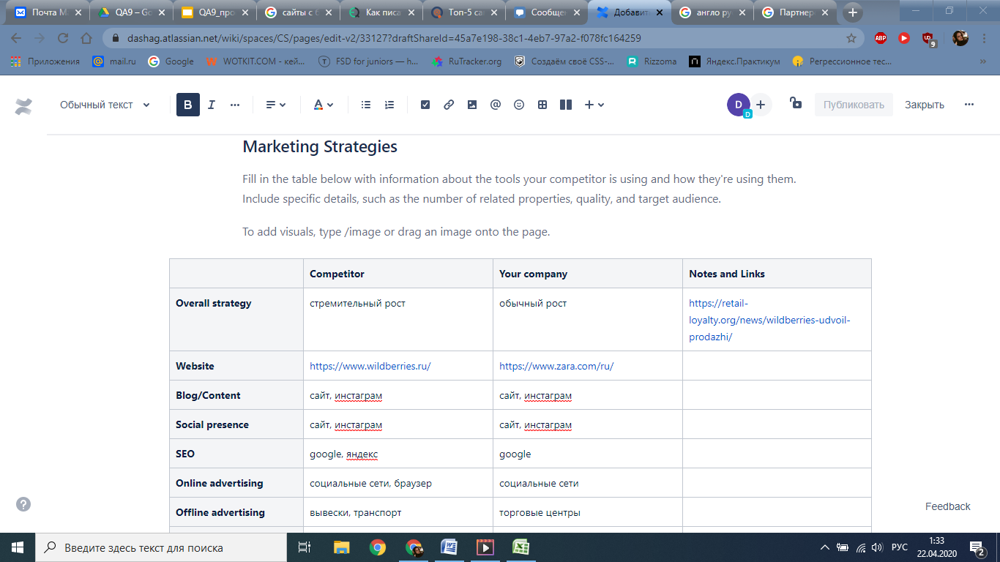 Почта Ма
QA9 – Go
QA9_про
сайты с б
Как писа
Топ-5 са
Сообщен
Добавить
англо ру
Партнер
dashag.atlassian.net/wiki/spaces/CS/pages/edit-v2/33127?draftShareId=45a7e198-38c1-4eb7-97a2-f078fc164259
ABP
9
Приложения
mail.ru
Google
WOTKIT.COM - кей...
FSD for juniors — h...
RuTracker.org
Создаём своё CSS-...
Rizzoma
Яндекс.Практикум
Регрессионное тес...
Обычный текст
B
I
A
D
D
Публиковать
Закрыть
Marketing Strategies
Fill in the table below with information about the tools your competitor is using and how they're using them.
Include specific details, such as the number of related properties, quality, and target audience.
To add visuals, type /image or drag an image onto the page.
Competitor
Your company
Notes and Links
Overall strategy
стремительный рост
обычный рост
https://retail-
loyalty.org/news/wildberries-udvoil-
prodazhi/
Website
https://www.wildberries.ru/
https://www.zara.com/ru/
Blog/Content
сайт, инстаграм
сайт, инстаграм
Social presence
сайт, инстаграм
сайт, инстаграм
SEO
google, яндекс
google
Online advertising
социальные сети, браузер
социальные сети
Offline advertising
вывески, транспорт
торговые центры
Feedback
Введите здесь текст для поиска
РУС
1:33
22.04.2020
2